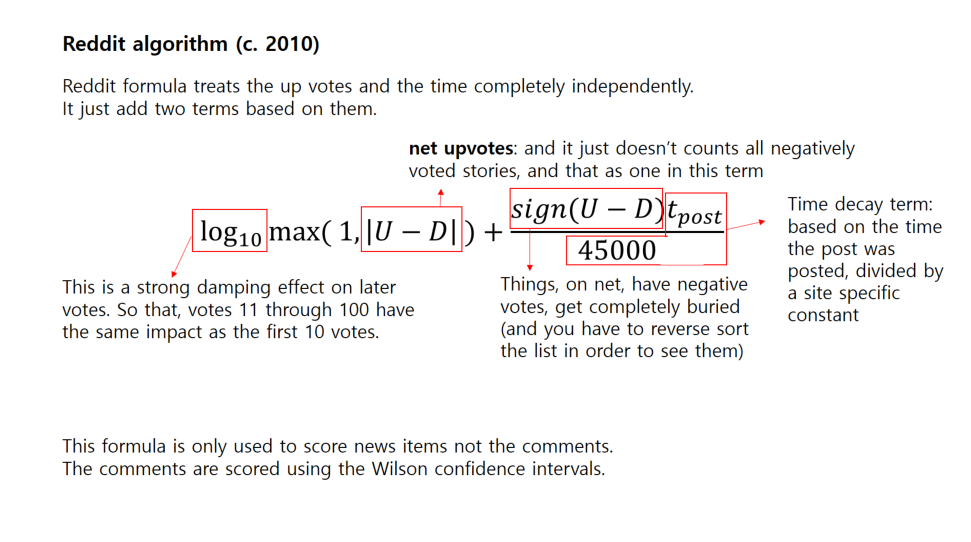 Reddit algorithm (c. 2010)
Reddit formula treats the up votes and the time completely independently.
It just add two terms based on them.
net upvotes: and it just doesn't counts all negatively
voted stories, and that as one in this term
log₁₀ max( 1, |U − D| ) + sign(U − D)t_post / 45000
Time decay term:
based on the time
the post was
posted, divided by
a site specific
constant
This is a strong damping effect on later
votes. So that, votes 11 through 100 have
the same impact as the first 10 votes.
Things, on net, have negative
votes, get completely buried
(and you have to reverse sort
the list in order to see them)
This formula is only used to score news items not the comments.
The comments are scored using the Wilson confidence intervals.